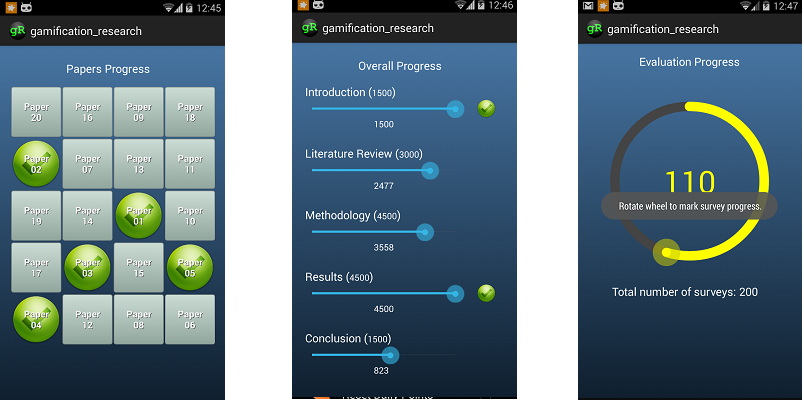 12:45
gR gamification_research
Papers Progress
Paper 20
Paper 16
Paper 09
Paper 18
Paper 02
Paper 07
Paper 13
Paper 11
Paper 19
Paper 14
Paper 01
Paper 10
Paper 17
Paper 03
Paper 15
Paper 05
Paper 04
Paper 12
Paper 08
Paper 06
12:46
gR gamification_research
Overall Progress
Introduction (1500)
1500
Literature Review (3000)
2477
Methodology (4500)
3558
Results (4500)
4500
Conclusion (1500)
823
12:47
gR gamification_research
Evaluation Progress
110
Rotate wheel to mark survey progress.
Total number of surveys: 200